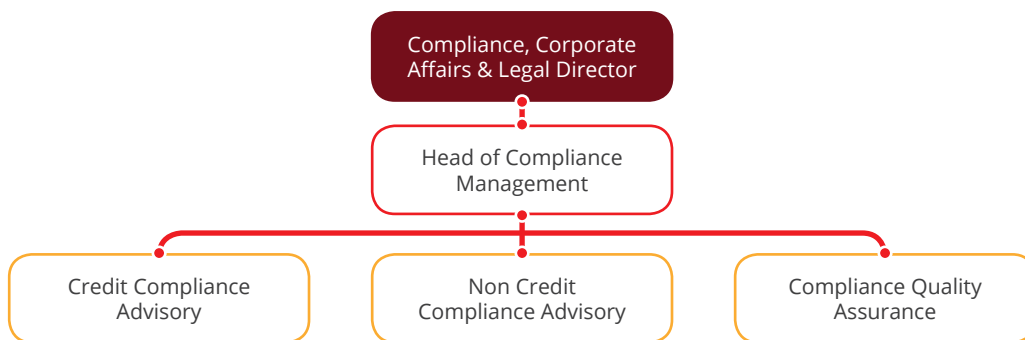 Compliance, Corporate
Affairs & Legal Director
Head of Compliance
Management
Credit Compliance
Advisory
Non Credit
Compliance Advisory
Compliance Quality
Assurance